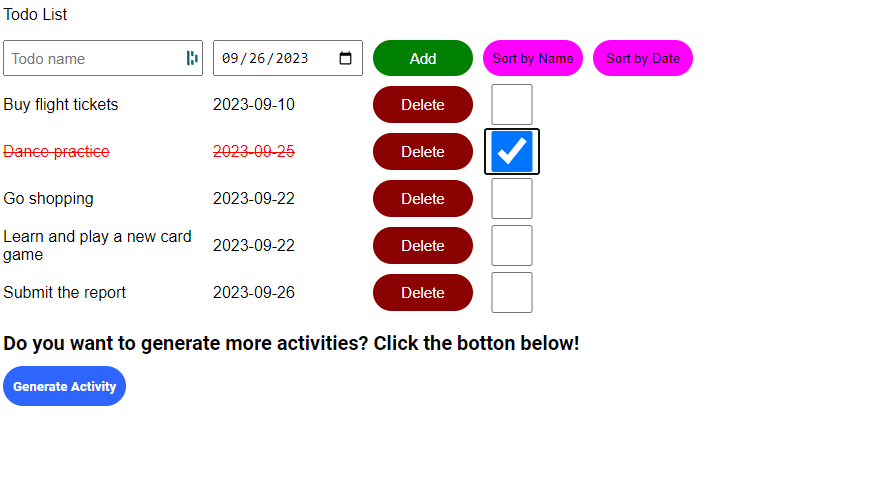 Todo List
Todo name 09/26/2023 Add Sort by Name Sort by Date
Buy flight tickets 2023-09-10 Delete
Dance practice 2023-09-25 Delete
Go shopping 2023-09-22 Delete
Learn and play a new card
game 2023-09-22 Delete
Submit the report 2023-09-26 Delete
Do you want to generate more activities? Click the botton below!
Generate Activity